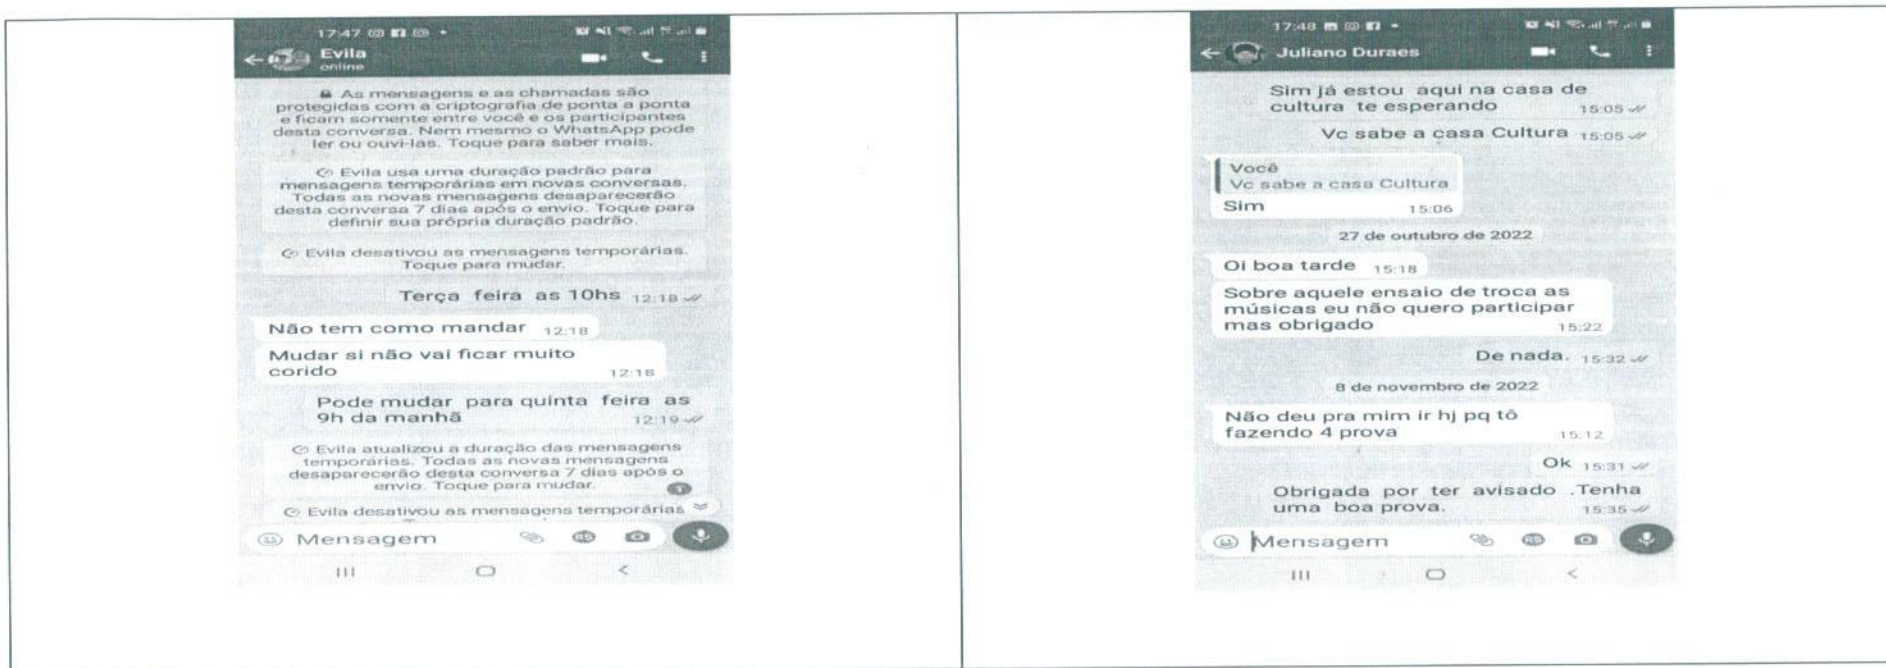 17:47
Evila
online
As mensagens e as chamadas são
protegidas com a criptografia de ponta a ponta
e ficam somente entre você e os participantes
desta conversa. Nem mesmo o WhatsApp pode
ler ou ouvi-las. Toque para saber mais.
Evila usa uma duração padrão para
mensagens temporárias em novas conversas.
Todas as novas mensagens desaparecerão
desta conversa 7 dias após o envio. Toque para
definir sua própria duração padrão.
Evila desativou as mensagens temporárias.
Toque para mudar.
Terça feira as 10hs 12:18
Não tem como mandar 12:18
Mudar si não vai ficar muito
corido 12:18
Pode mudar para quinta feira as
9h da manhã 12:19
Evila atualizou a duração das mensagens
temporárias. Todas as novas mensagens
desaparecerão desta conversa 7 dias após o
envio. Toque para mudar.
Evila desativou as mensagens temporárias
Mensagem
17:48
Juliano Duraes
Sim já estou aqui na casa de
cultura te esperando 15:05
Vc sabe a casa Cultura 15:05
Você
Vc sabe a casa Cultura
Sim 15:06
27 de outubro de 2022
Oi boa tarde 15:18
Sobre aquele ensaio de troca as
músicas eu não quero participar
mas obrigado 15:22
De nada. 15:32
8 de novembro de 2022
Não deu pra mim ir hj pq tô
fazendo 4 prova 15:12
Ok 15:31
Obrigada por ter avisado .Tenha
uma boa prova. 15:35
Mensagem